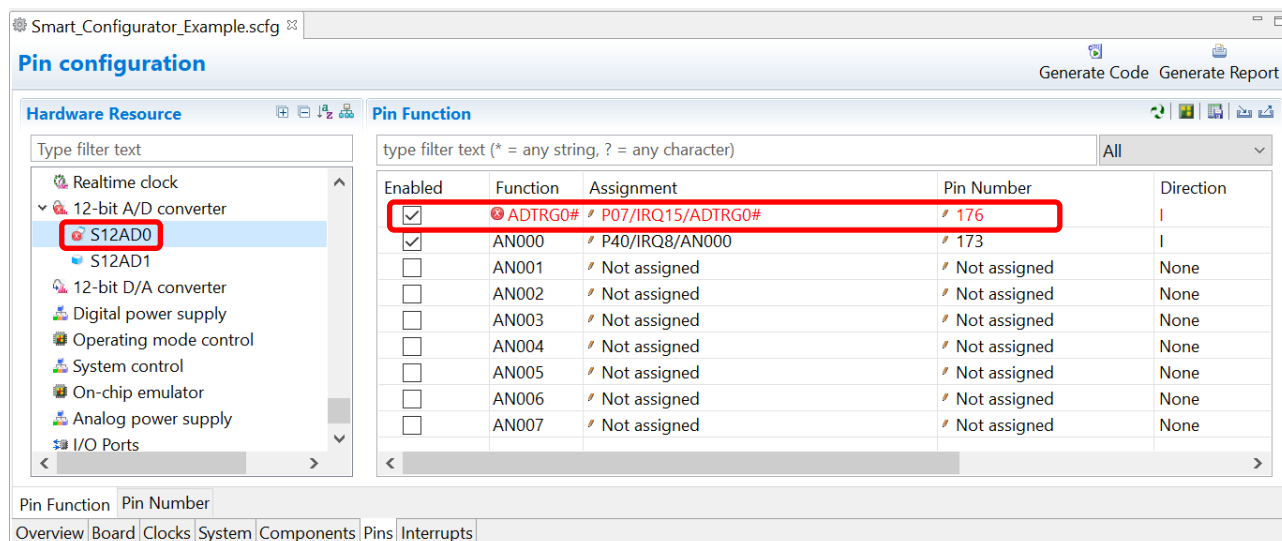 Smart_Configurator_Example.scfg
Pin configuration
Generate Code Generate Report
Hardware Resource
Pin Function
Type filter text
type filter text (* = any string, ? = any character)
All
Realtime clock
12-bit A/D converter
S12AD0
S12AD1
12-bit D/A converter
Digital power supply
Operating mode control
System control
On-chip emulator
Analog power supply
I/O Ports
Enabled Function Assignment Pin Number Direction
ADTRG0# P07/IRQ15/ADTRG0# 176 I
AN000 P40/IRQ8/AN000 173 I
AN001 Not assigned Not assigned None
AN002 Not assigned Not assigned None
AN003 Not assigned Not assigned None
AN004 Not assigned Not assigned None
AN005 Not assigned Not assigned None
AN006 Not assigned Not assigned None
AN007 Not assigned Not assigned None
Pin Function Pin Number
Overview Board Clocks System Components Pins Interrupts